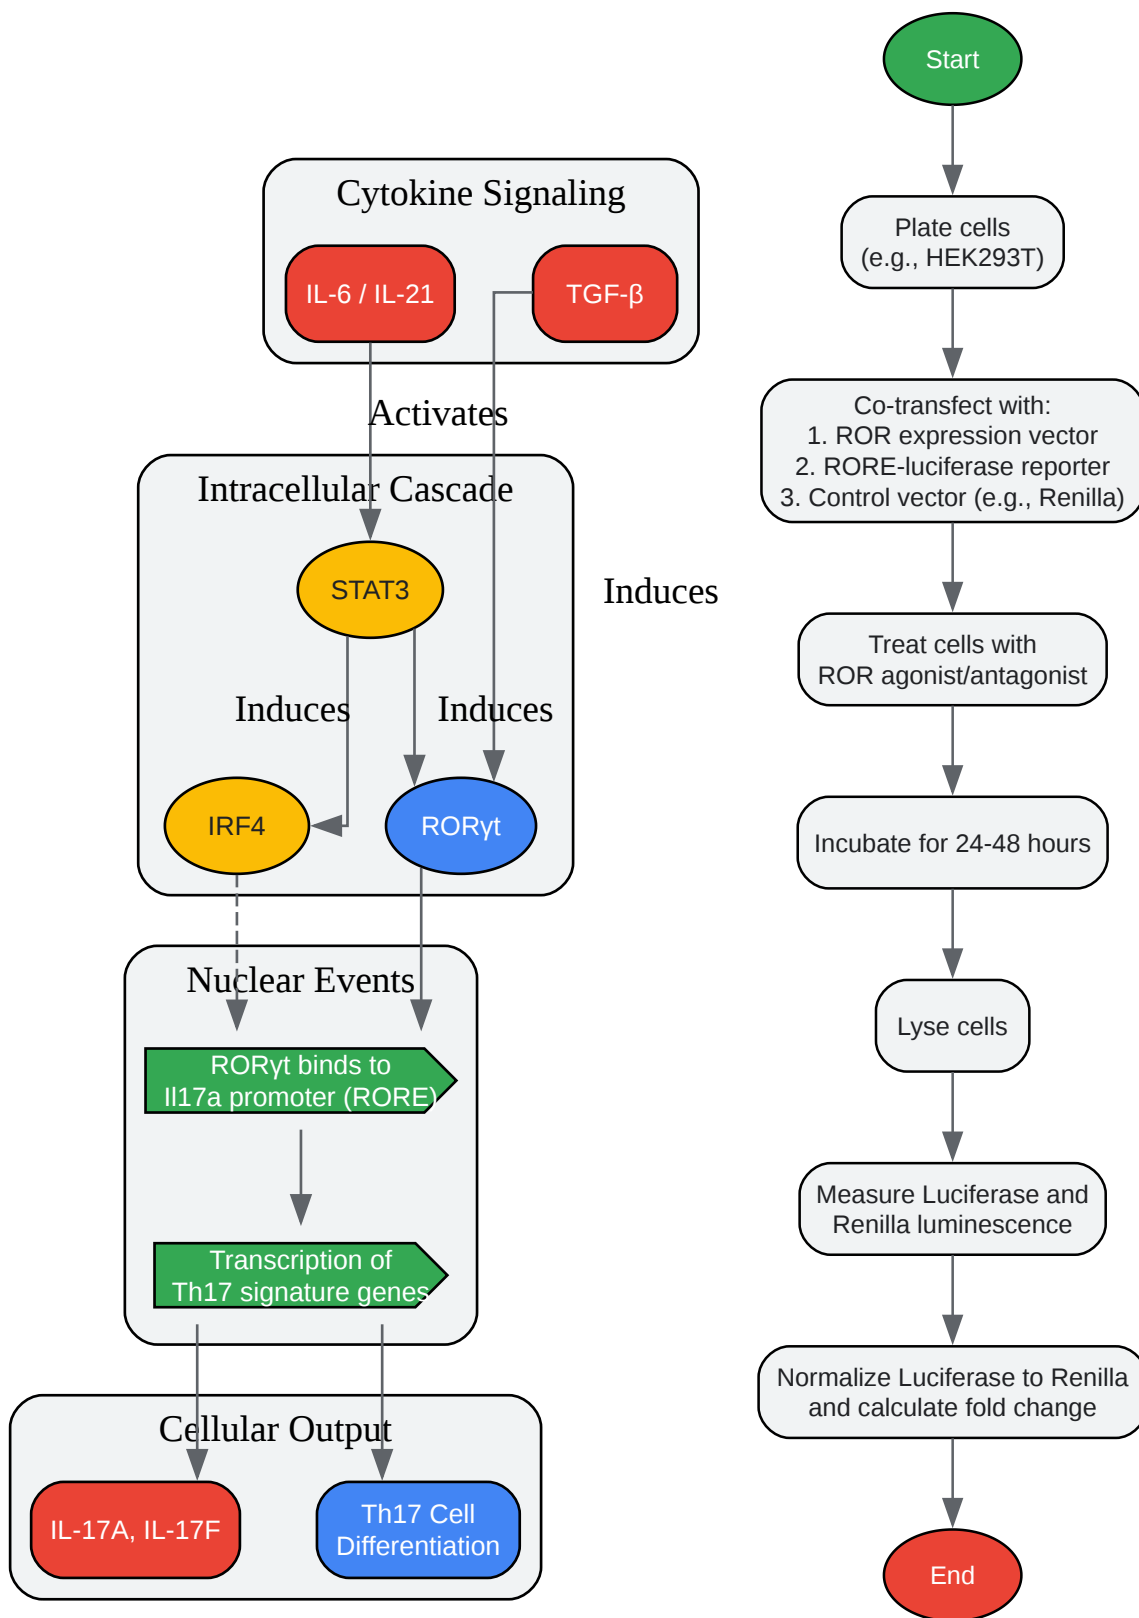 Cytokine Signaling
IL-6 / IL-21
TGF-β
Activates
Intracellular Cascade
STAT3
Induces
Induces
Induces
IRF4
RORγt
Nuclear Events
RORγt binds to
Il17a promoter (RORE)
Transcription of
Th17 signature genes
Cellular Output
IL-17A, IL-17F
Th17 Cell
Differentiation
Start
Plate cells
(e.g., HEK293T)
Co-transfect with:
1. ROR expression vector
2. RORE-luciferase reporter
3. Control vector (e.g., Renilla)
Treat cells with
ROR agonist/antagonist
Incubate for 24-48 hours
Lyse cells
Measure Luciferase and
Renilla luminescence
Normalize Luciferase to Renilla
and calculate fold change
End